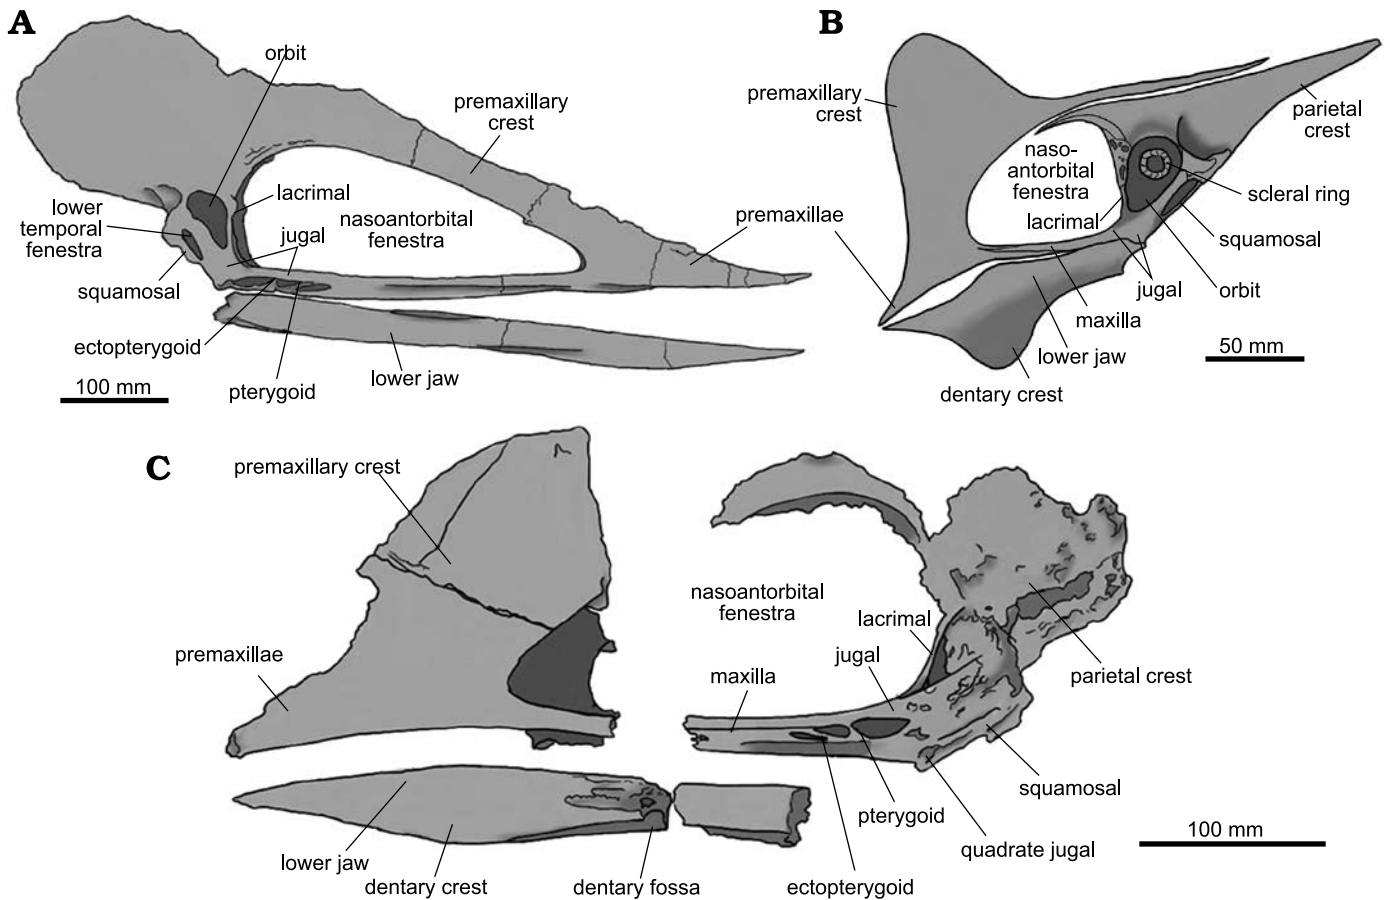 A
orbit
premaxillary
crest
lacrimal
nasoantorbital
fenestra
lower
temporal
fenestra
jugal
squamosal
premaxillae
ectopterygoid
pterygoid
lower jaw
100 mm
B
premaxillary
crest
parietal
crest
naso-
antorbital
fenestra
scleral ring
lacrimal
squamosal
jugal
orbit
maxilla
lower jaw
dentary crest
50 mm
C
premaxillary crest
nasoantorbital
fenestra
lacrimal
premaxillae
jugal
maxilla
parietal crest
squamosal
pterygoid
quadrate jugal
lower jaw
dentary crest
dentary fossa
ectopterygoid
100 mm